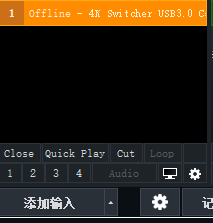 1 Offline - 4K Switcher USB3.0 C
Close Quick Play Cut Loop
1 2 3 4 Audio
添加输入 记